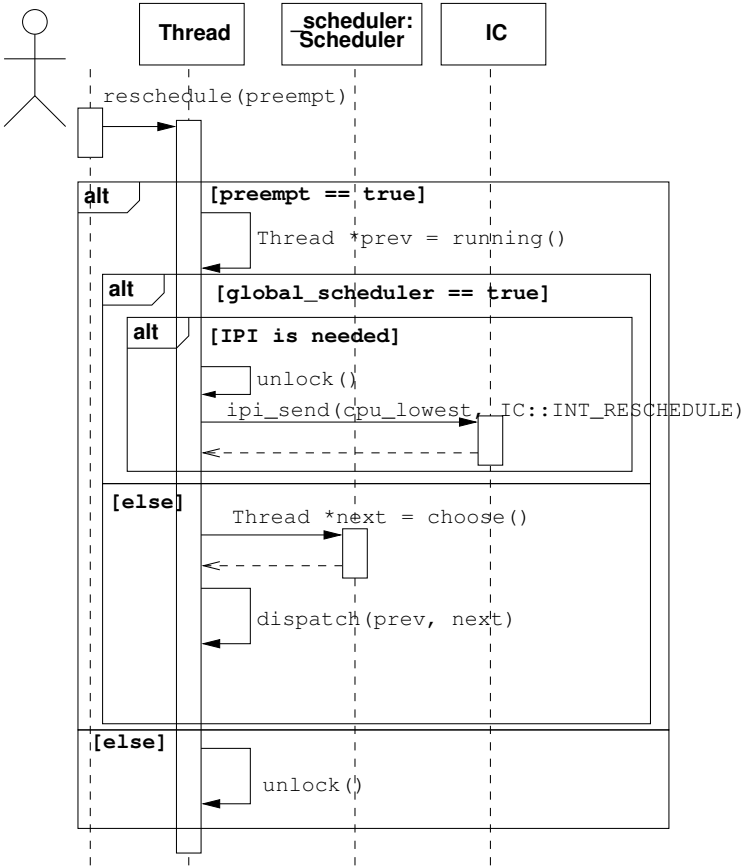 Thread
_scheduler:
Scheduler
IC
reschedule(preempt)
alt
[preempt == true]
Thread *prev = running()
alt
[global_scheduler == true]
alt
[IPI is needed]
unlock()
ipi_send(cpu_lowest, IC::INT_RESCHEDULE)
[else]
Thread *next = choose()
dispatch(prev, next)
[else]
unlock()